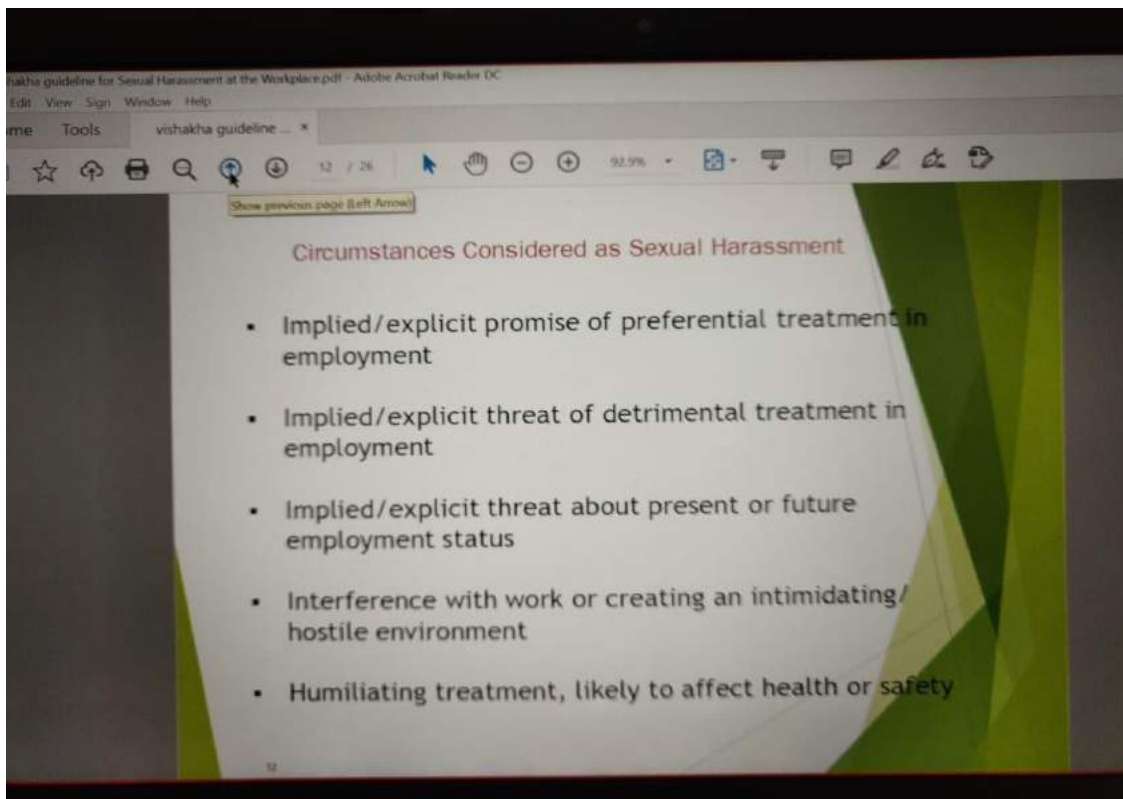 hakha guideline for Sexual Harassment at the Workplace.pdf - Adobe Acrobat Reader DC
Edit View Sign Window Help
me Tools vishakha guideline ... ×
12 / 26 92.9%
Show previous page (Left Arrow)
Circumstances Considered as Sexual Harassment
▪ Implied/explicit promise of preferential treatment in
employment
▪ Implied/explicit threat of detrimental treatment in
employment
▪ Implied/explicit threat about present or future
employment status
▪ Interference with work or creating an intimidating/
hostile environment
▪ Humiliating treatment, likely to affect health or safety
12